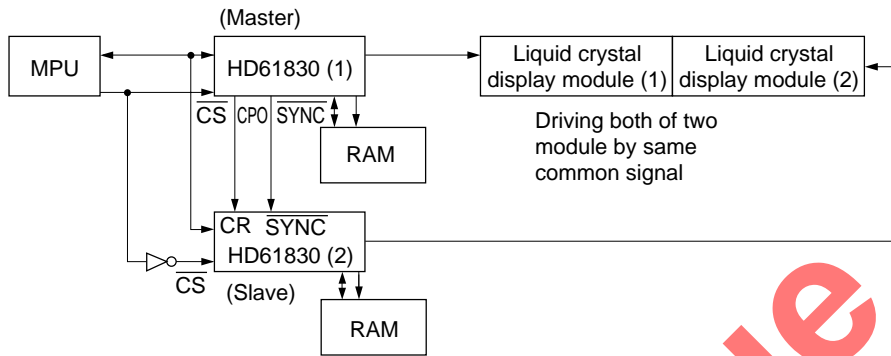 (Master)
MPU
HD61830 (1)
Liquid crystal
display module (1)
Liquid crystal
display module (2)
CS CPO SYNC
RAM
Driving both of two
module by same
common signal
CR SYNC
HD61830 (2)
CS
(Slave)
RAM
ue